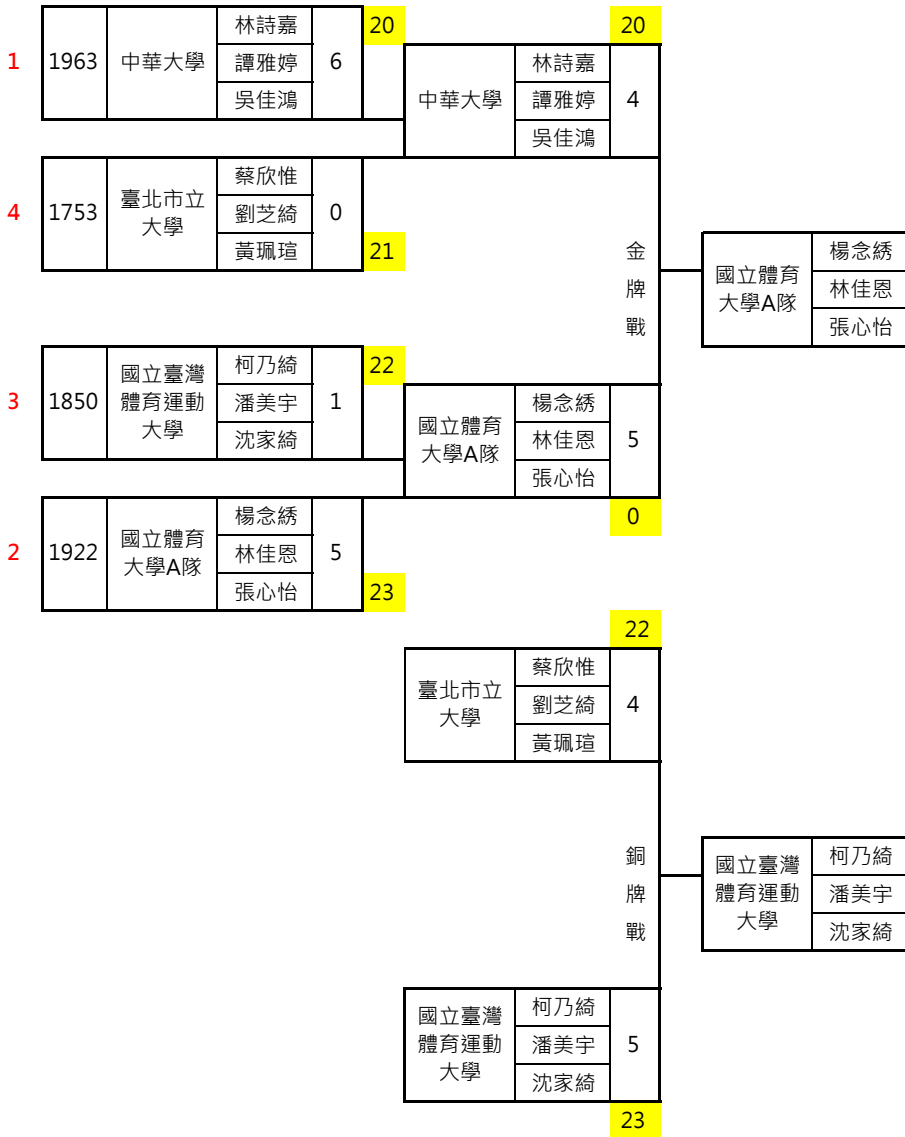 20
1
1963
中華大學
林詩嘉
譚雅婷
吳佳鴻
6
4
1753
臺北市立
大學
蔡欣惟
劉芝綺
黃珮瑄
0
21
3
1850
國立臺灣
體育運動
大學
柯乃綺
潘美宇
沈家綺
1
22
2
1922
國立體育
大學A隊
楊念綉
林佳恩
張心怡
5
23
20
中華大學
林詩嘉
譚雅婷
吳佳鴻
4
金
牌
戰
國立體育
大學A隊
楊念綉
林佳恩
張心怡
5
0
國立體育
大學A隊
楊念綉
林佳恩
張心怡
22
臺北市立
大學
蔡欣惟
劉芝綺
黃珮瑄
4
銅
牌
戰
國立臺灣
體育運動
大學
柯乃綺
潘美宇
沈家綺
國立臺灣
體育運動
大學
柯乃綺
潘美宇
沈家綺
5
23